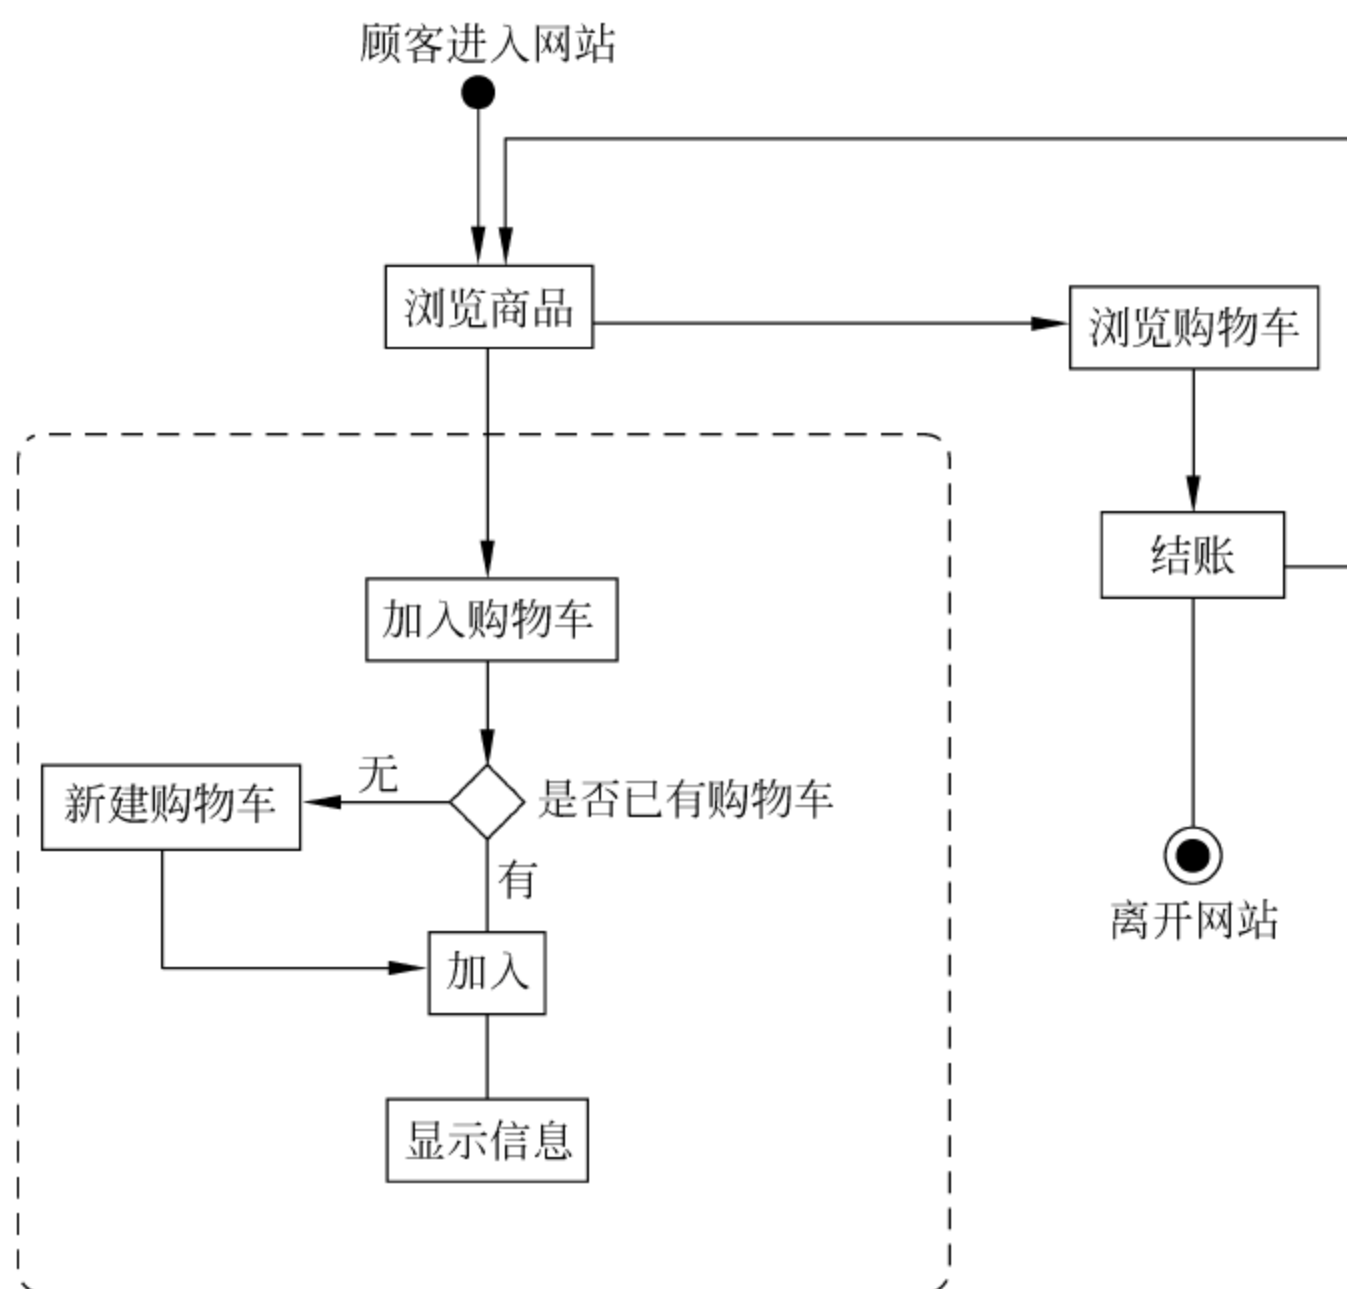 顾客进入网站
浏览商品
浏览购物车
结账
加入购物车
无
新建购物车
是否已有购物车
有
离开网站
加入
显示信息